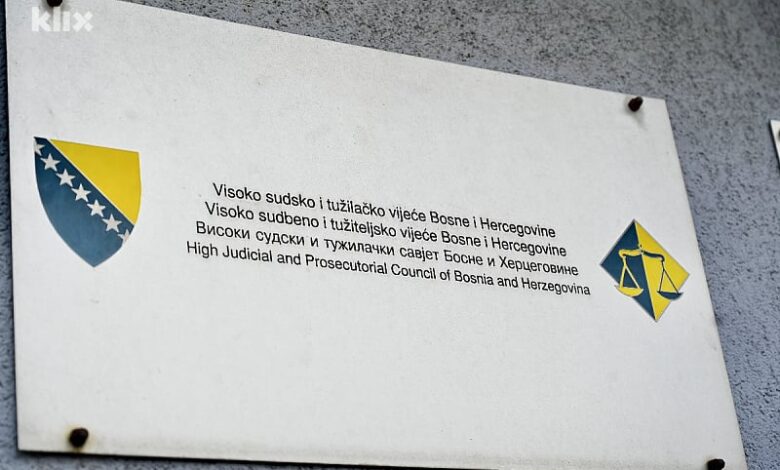 klix
Visoko sudsko i tužilačko vijeće Bosne i Hercegovine
Visoko sudbeno i tužiteljsko vijeće Bosne i Hercegovine
Високи судски и тужилачки савјет Босне и Херцеговине
High Judicial and Prosecutorial Council of Bosnia and Herzegovina